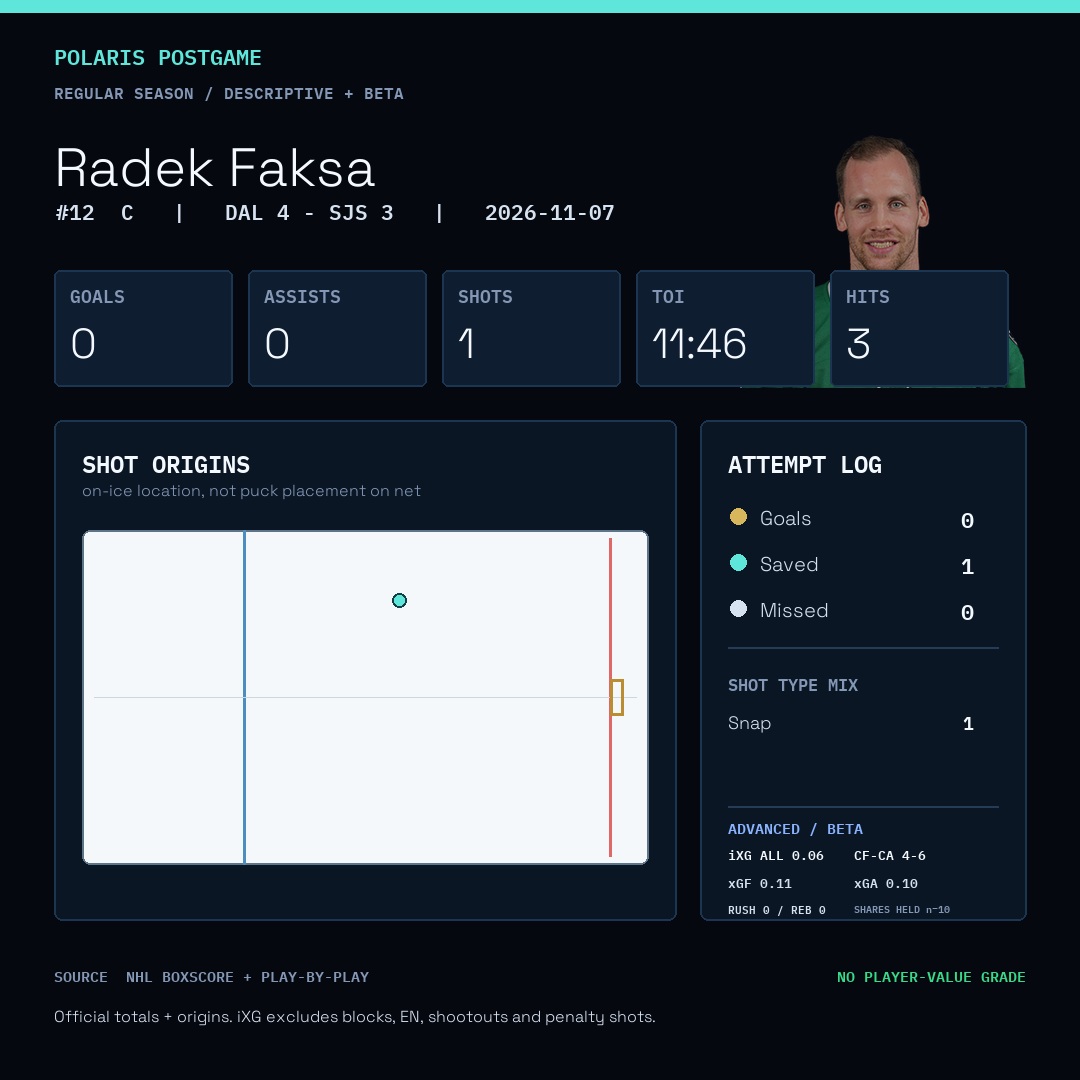 POLARIS POSTGAME
REGULAR SEASON / DESCRIPTIVE + BETA
Radek Faksa
#12 C | DAL 4 - SJS 3 | 2026-11-07
GOALS
0
ASSISTS
0
SHOTS
1
TOI
11:46
HITS
3
SHOT ORIGINS
on-ice location, not puck placement on net
ATTEMPT LOG
Goals 0
Saved 1
Missed 0
SHOT TYPE MIX
Snap 1
ADVANCED / BETA
iXG ALL 0.06 CF-CA 4-6
xGF 0.11 xGA 0.10
RUSH 0 / REB 0 SHARES HELD n=10
SOURCE NHL BOXSCORE + PLAY-BY-PLAY
NO PLAYER-VALUE GRADE
Official totals + origins. iXG excludes blocks, EN, shootouts and penalty shots.